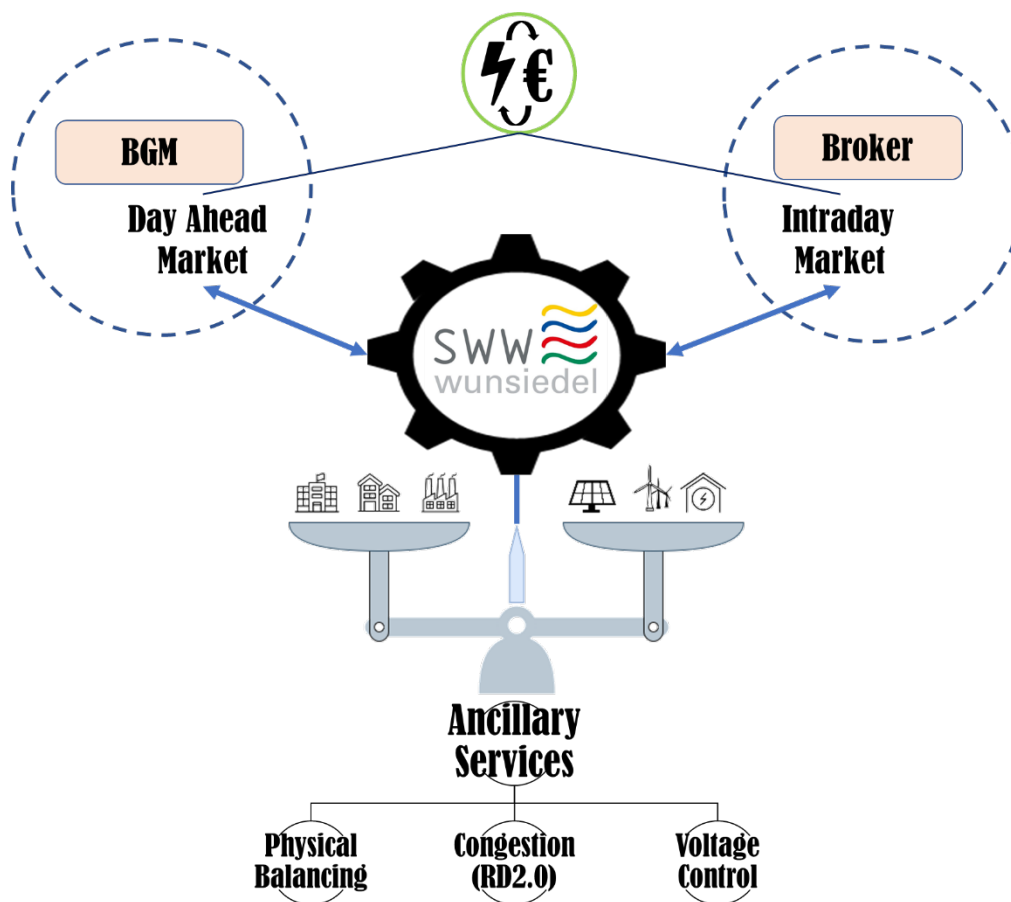 €
BGM
Day Ahead
Market
Broker
Intraday
Market
SWW
wunsiedel
Ancillary
Services
Physical
Balancing
Congestion
(RD2.0)
Voltage
Control